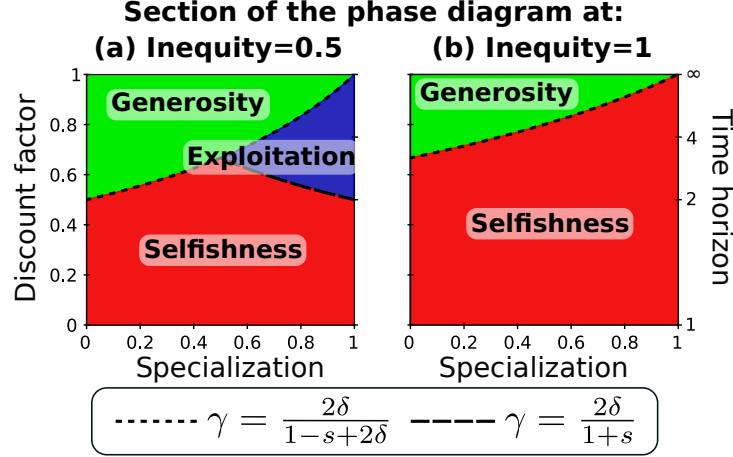 Section of the phase diagram at:
(a) Inequity=0.5 (b) Inequity=1
1 ∞
Generosity Generosity
0.8
4
Exploitation
0.6
2
0.4
Selfishness Selfishness
0.2
0 1
0 0.2 0.4 0.6 0.8 1 0 0.2 0.4 0.6 0.8 1
Discount factor
Time horizon
Specialization Specialization
γ = 2δ/(1−s+2δ) γ = 2δ/(1+s)